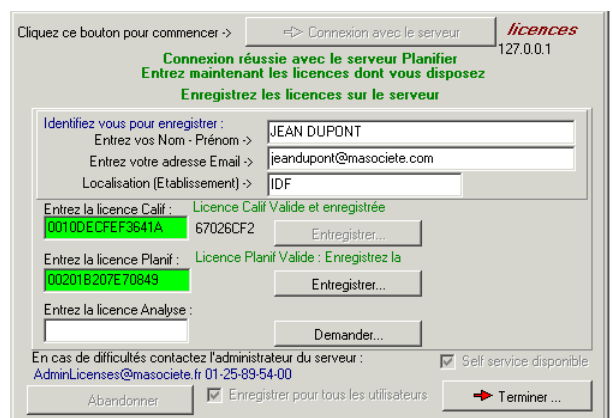 Cliquez ce bouton pour commencer -> => Connexion avec le serveur licences
127.0.0.1
Connexion réussie avec le serveur Planifier
Entrez maintenant les licences dont vous disposez
Enregistrez les licences sur le serveur
Identifiez vous pour enregistrer :
Entrez vos Nom - Prénom -> JEAN DUPONT
Entrez votre adresse Email -> jeandupont@masociete.com
Localisation (Etablissement) -> IDF
Entrez la licence Calif : Licence Calif Valide et enregistrée
0010DECFEF3641A 67026CF2 Enregistrer...
Entrez la licence Planif : Licence Planif Valide : Enregistrez la
00201B207E70849 Enregistrer...
Entrez la licence Analyse :
Demander...
En cas de difficultés contactez l'administrateur du serveur : Self service disponible
AdminLicenses@masociete.fr 01-25-89-54-00
Abandonner Enregistrer pour tous les utilisateurs Terminer ...